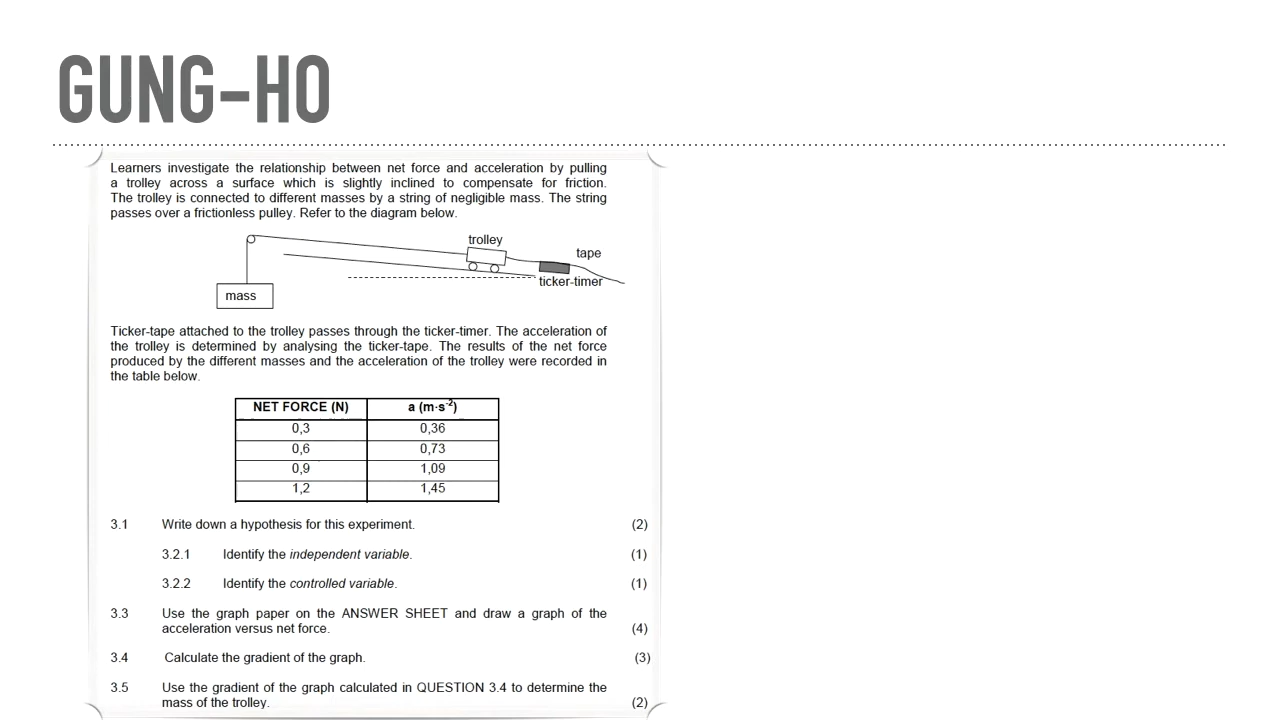 GUNG-HO
Learners investigate the relationship between net force and acceleration by pulling
a trolley across a surface which is slightly inclined to compensate for friction.
The trolley is connected to different masses by a string of negligible mass. The string
passes over a frictionless pulley. Refer to the diagram below.
trolley
tape
ticker-timer
mass
Ticker-tape attached to the trolley passes through the ticker-timer. The acceleration of
the trolley is determined by analysing the ticker-tape. The results of the net force
produced by the different masses and the acceleration of the trolley were recorded in
the table below.
NET FORCE (N) a (m·s⁻²)
0,3 0,36
0,6 0,73
0,9 1,09
1,2 1,45
3.1 Write down a hypothesis for this experiment. (2)
3.2.1 Identify the independent variable. (1)
3.2.2 Identify the controlled variable. (1)
3.3 Use the graph paper on the ANSWER SHEET and draw a graph of the
acceleration versus net force. (4)
3.4 Calculate the gradient of the graph. (3)
3.5 Use the gradient of the graph calculated in QUESTION 3.4 to determine the
mass of the trolley. (2)